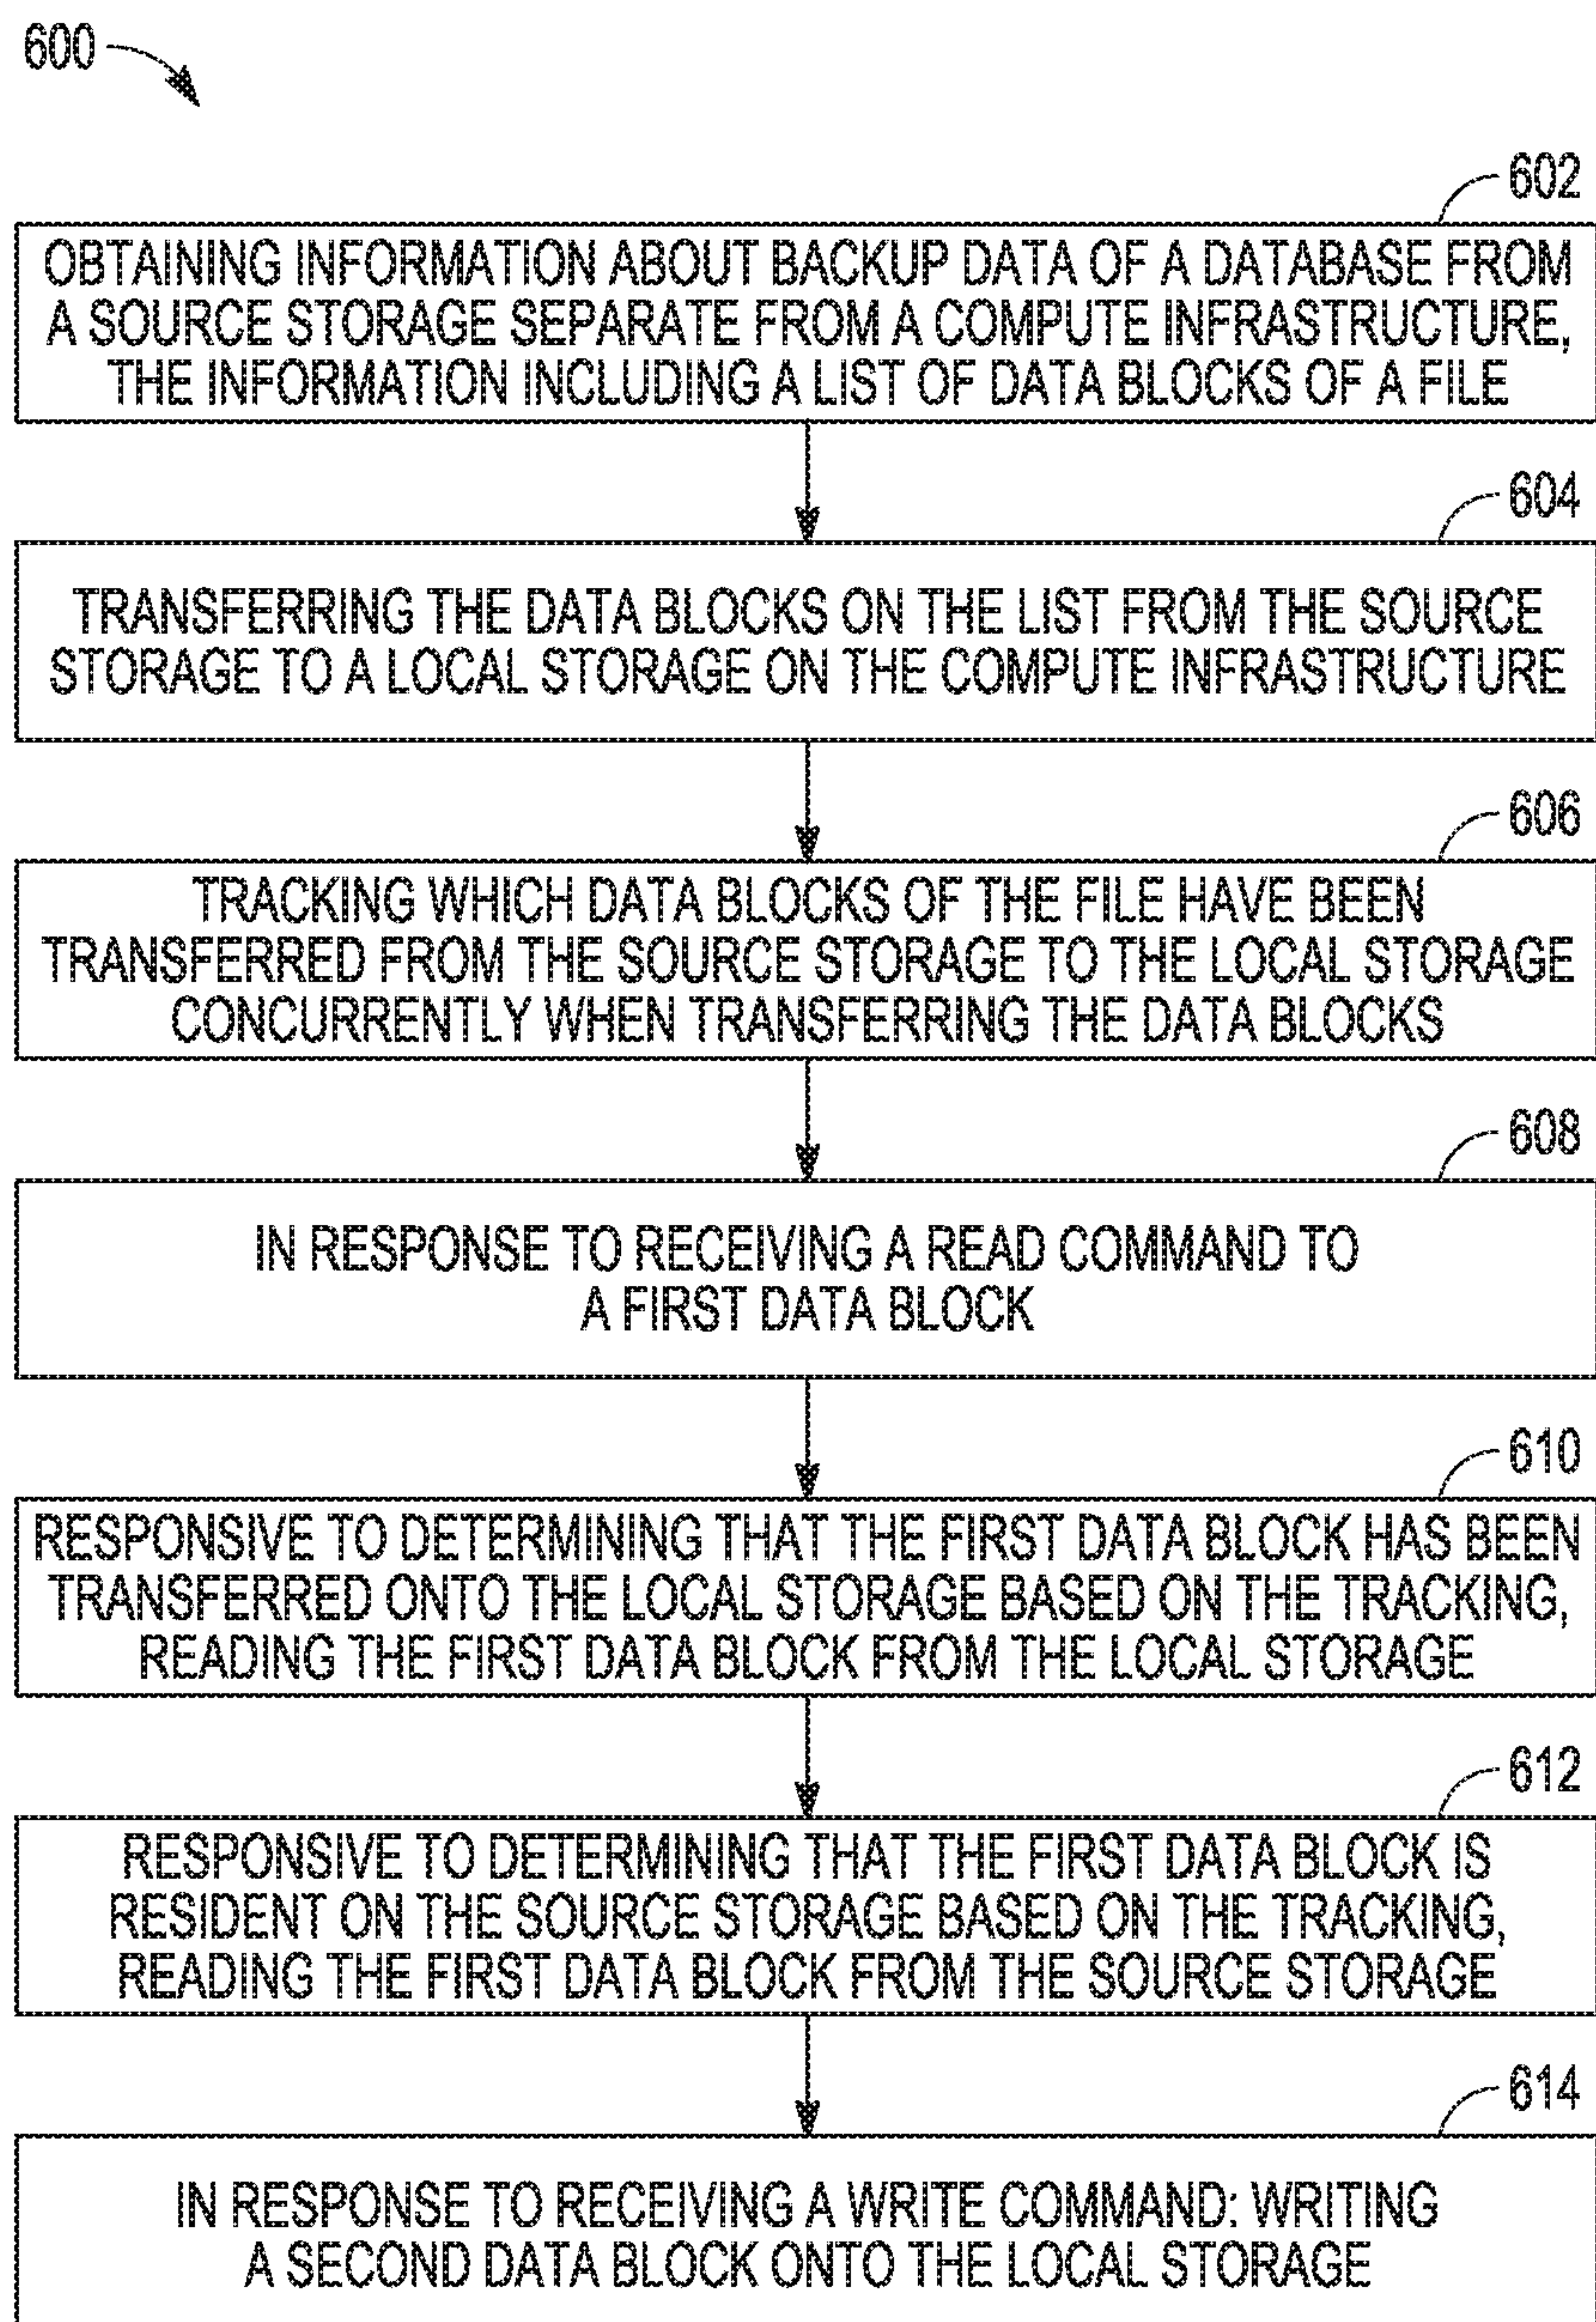 600
602
OBTAINING INFORMATION ABOUT BACKUP DATA OF A DATABASE FROM
A SOURCE STORAGE SEPARATE FROM A COMPUTE INFRASTRUCTURE,
THE INFORMATION INCLUDING A LIST OF DATA BLOCKS OF A FILE
604
TRANSFERRING THE DATA BLOCKS ON THE LIST FROM THE SOURCE
STORAGE TO A LOCAL STORAGE ON THE COMPUTE INFRASTRUCTURE
606
TRACKING WHICH DATA BLOCKS OF THE FILE HAVE BEEN
TRANSFERRED FROM THE SOURCE STORAGE TO THE LOCAL STORAGE
CONCURRENTLY WHEN TRANSFERRING THE DATA BLOCKS
608
IN RESPONSE TO RECEIVING A READ COMMAND TO
A FIRST DATA BLOCK
610
RESPONSIVE TO DETERMINING THAT THE FIRST DATA BLOCK HAS BEEN
TRANSFERRED ONTO THE LOCAL STORAGE BASED ON THE TRACKING,
READING THE FIRST DATA BLOCK FROM THE LOCAL STORAGE
612
RESPONSIVE TO DETERMINING THAT THE FIRST DATA BLOCK IS
RESIDENT ON THE SOURCE STORAGE BASED ON THE TRACKING,
READING THE FIRST DATA BLOCK FROM THE SOURCE STORAGE
614
IN RESPONSE TO RECEIVING A WRITE COMMAND: WRITING
A SECOND DATA BLOCK ONTO THE LOCAL STORAGE